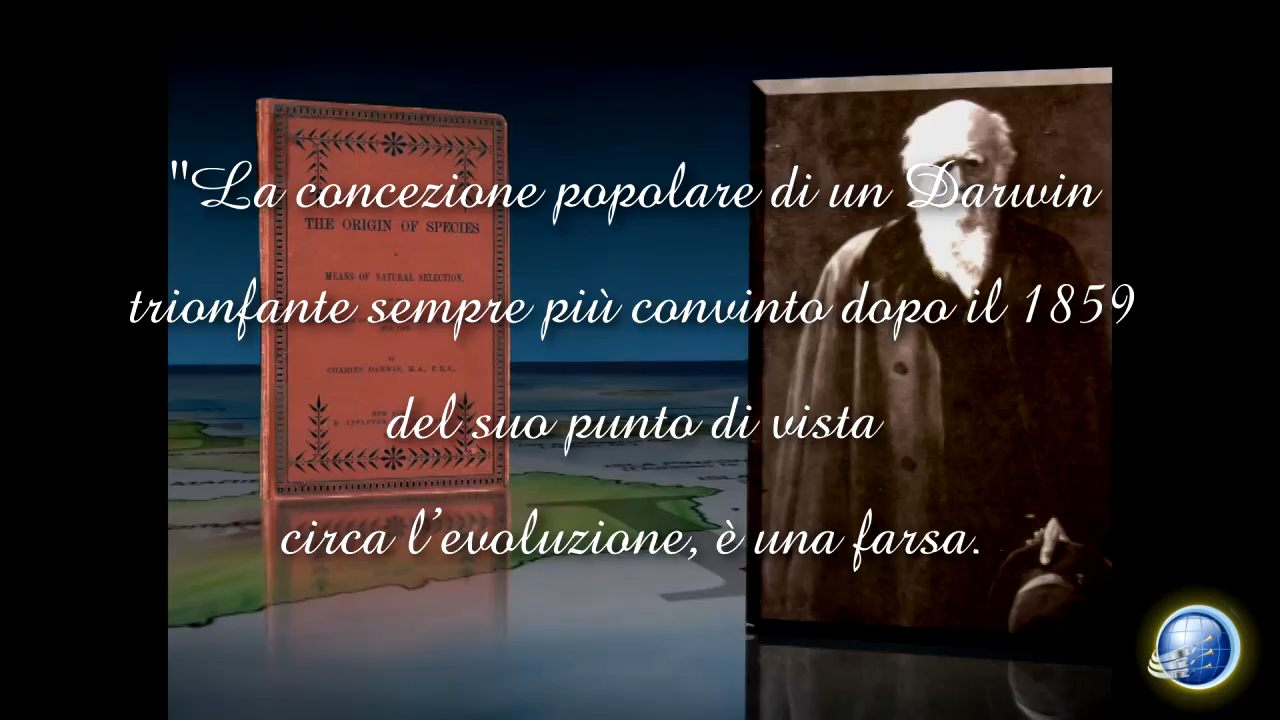 "La concezione popolare di un Darwin
trionfante sempre più convinto dopo il 1859
del suo punto di vista
circa l'evoluzione, è una farsa.
THE ORIGIN OF SPECIES
MEANS OF NATURAL SELECTION,
BY
CHARLES DARWIN, M.A., F.R.S.,